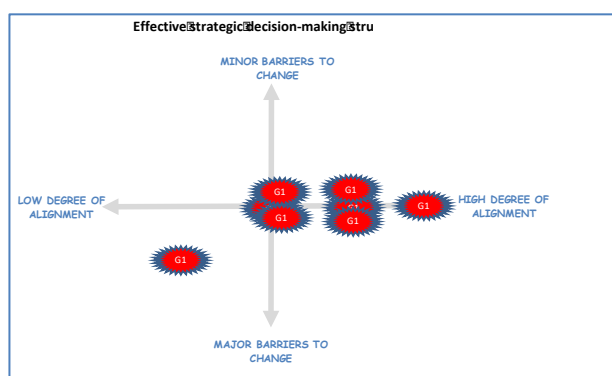 Effective strategic decision-making stru
MINOR BARRIERS TO
CHANGE
LOW DEGREE OF
ALIGNMENT
HIGH DEGREE OF
ALIGNMENT
G1
G1
G1
G1
G1
G1
G1
MAJOR BARRIERS TO
CHANGE